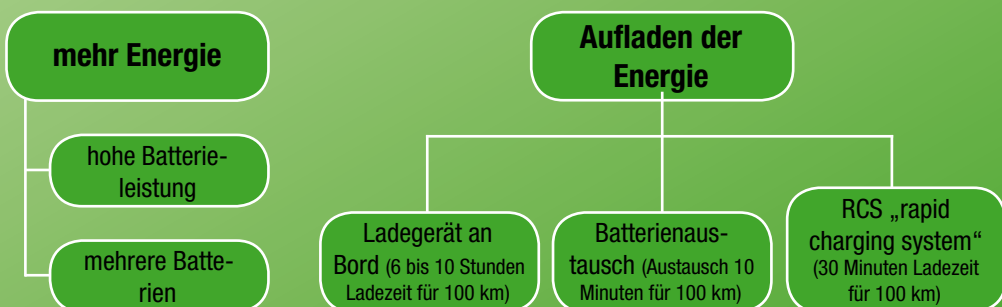 mehr Energie
hohe Batterie-
leistung
mehrere Batte-
rien
Aufladen der
Energie
Ladegerät an
Bord (6 bis 10 Stunden
Ladezeit für 100 km)
Batterienaus-
tausch (Austausch 10
Minuten für 100 km)
RCS „rapid
charging system“
(30 Minuten Ladezeit
für 100 km)